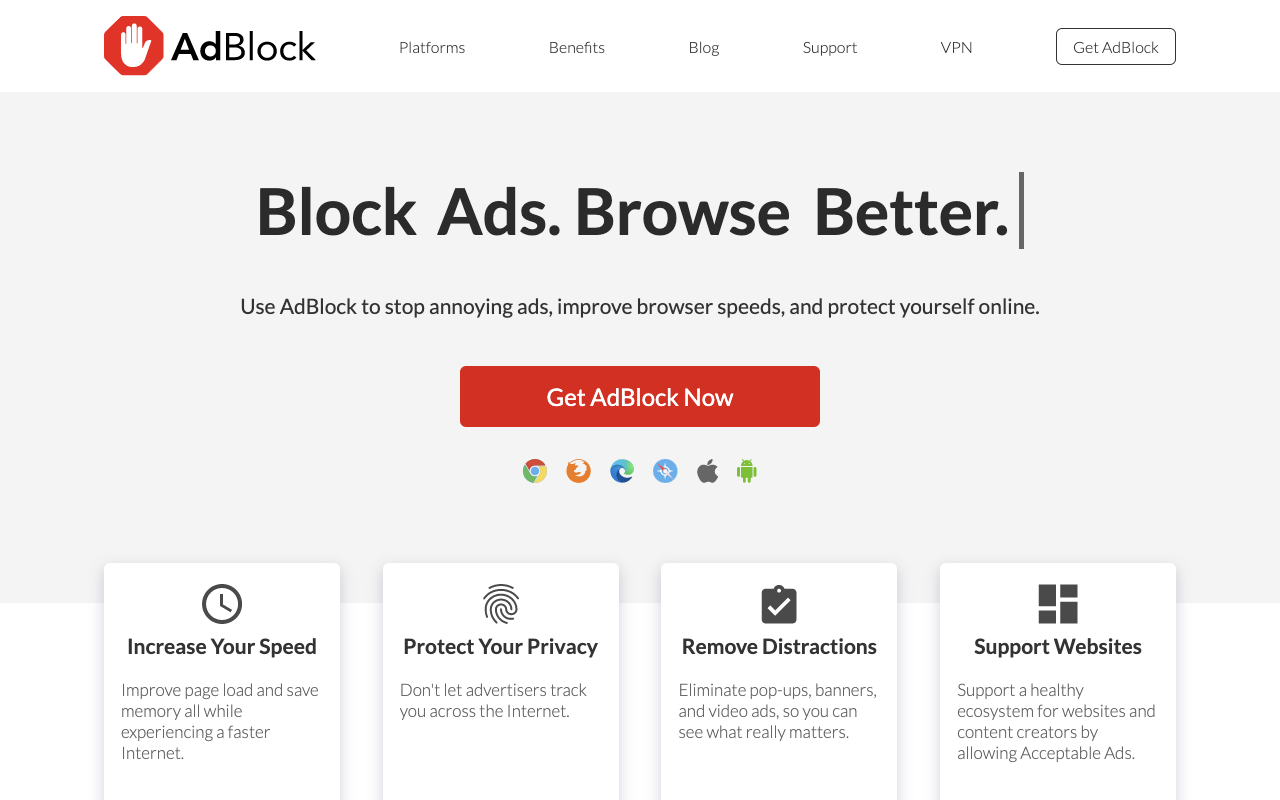 AdBlock
Platforms
Benefits
Blog
Support
VPN
Get AdBlock
Block Ads. Browse Better.
Use AdBlock to stop annoying ads, improve browser speeds, and protect yourself online.
Get AdBlock Now
Increase Your Speed
Improve page load and save
memory all while
experiencing a faster
Internet.
Protect Your Privacy
Don't let advertisers track
you across the Internet.
Remove Distractions
Eliminate pop-ups, banners,
and video ads, so you can
see what really matters.
Support Websites
Support a healthy
ecosystem for websites and
content creators by
allowing Acceptable Ads.